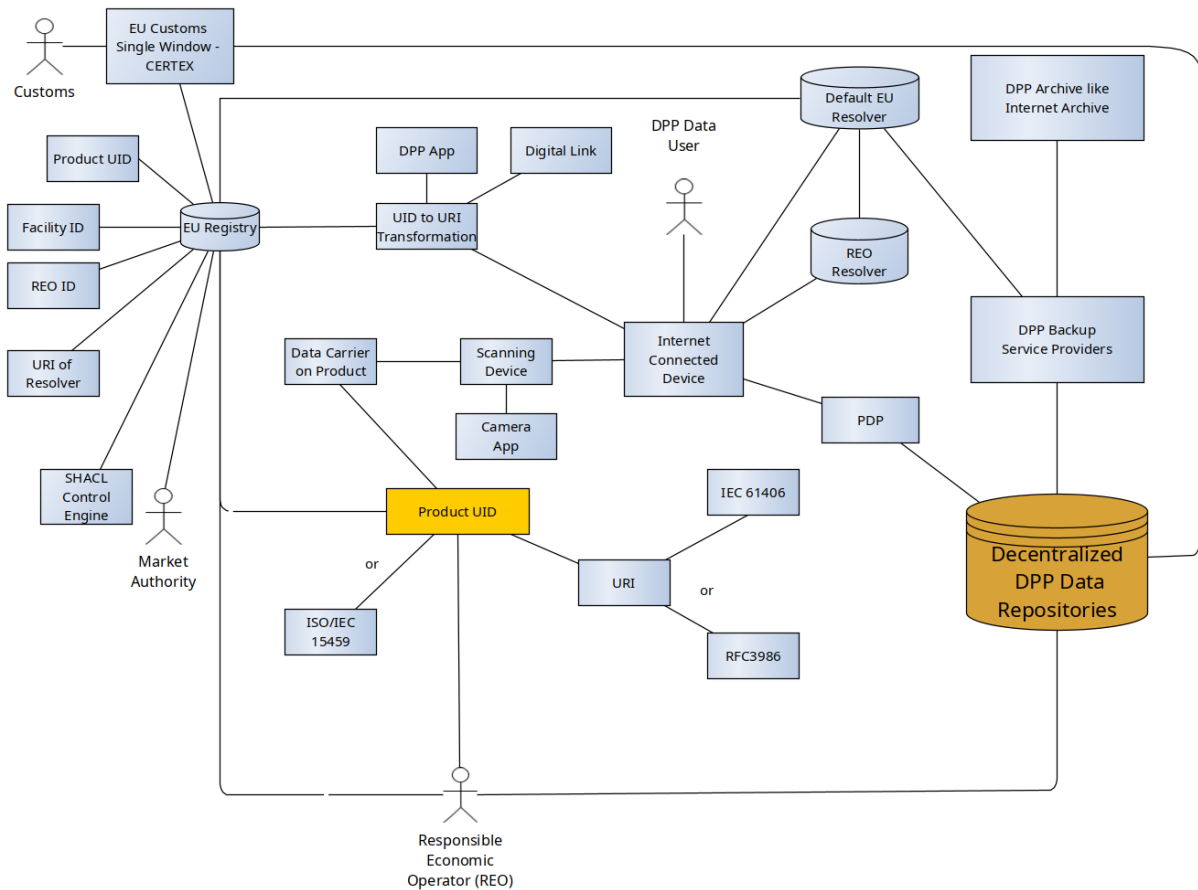 EU Customs
Single Window -
CERTEX
Customs
Default EU
Resolver
DPP Archive like
Internet Archive
DPP Data
User
Product UID
DPP App
Digital Link
Facility ID
EU Registry
UID to URI
Transformation
REO
Resolver
REO ID
URI of
Resolver
Data Carrier
on Product
Scanning
Device
Internet
Connected
Device
DPP Backup
Service Providers
Camera
App
PDP
SHACL
Control
Engine
Market
Authority
Product UID
IEC 61406
or
URI
or
ISO/IEC
15459
RFC3986
Decentralized
DPP Data
Repositories
Responsible
Economic
Operator (REO)